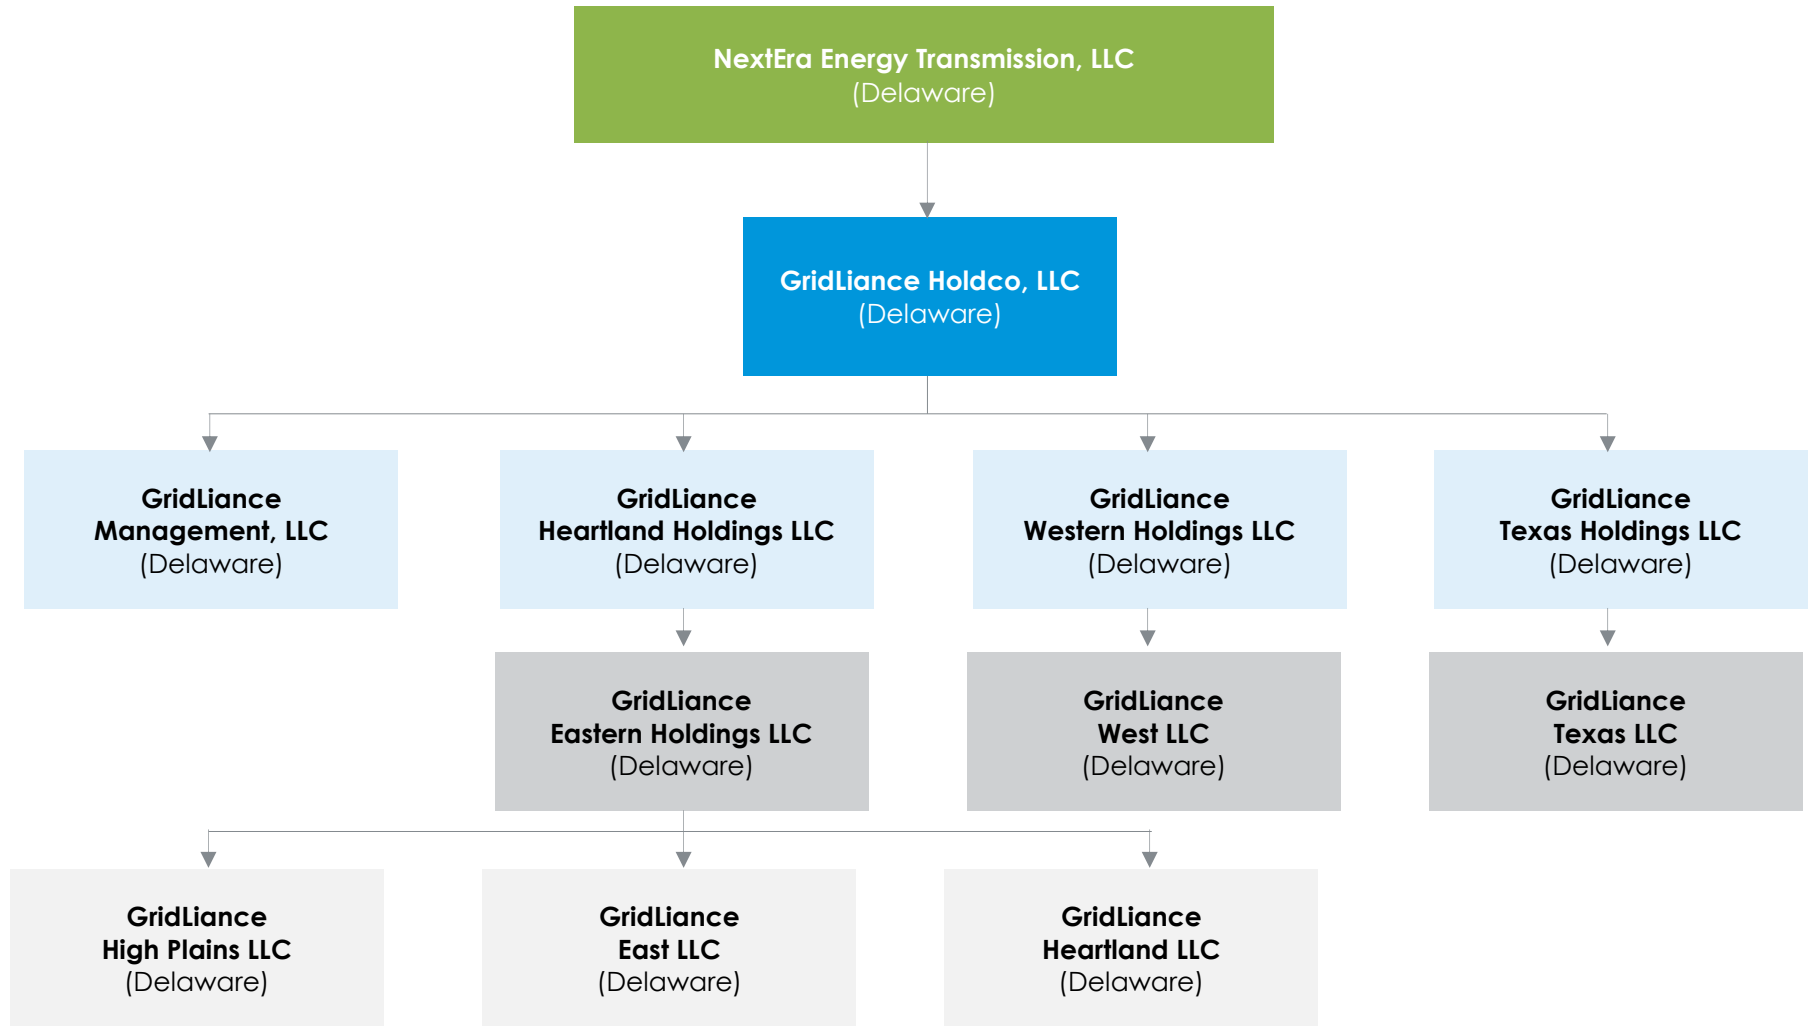 NextEra Energy Transmission, LLC
(Delaware)
GridLiance Holdco, LLC
(Delaware)
GridLiance
Management, LLC
(Delaware)
GridLiance
Heartland Holdings LLC
(Delaware)
GridLiance
Western Holdings LLC
(Delaware)
GridLiance
Texas Holdings LLC
(Delaware)
GridLiance
Eastern Holdings LLC
(Delaware)
GridLiance
West LLC
(Delaware)
GridLiance
Texas LLC
(Delaware)
GridLiance
High Plains LLC
(Delaware)
GridLiance
East LLC
(Delaware)
GridLiance
Heartland LLC
(Delaware)